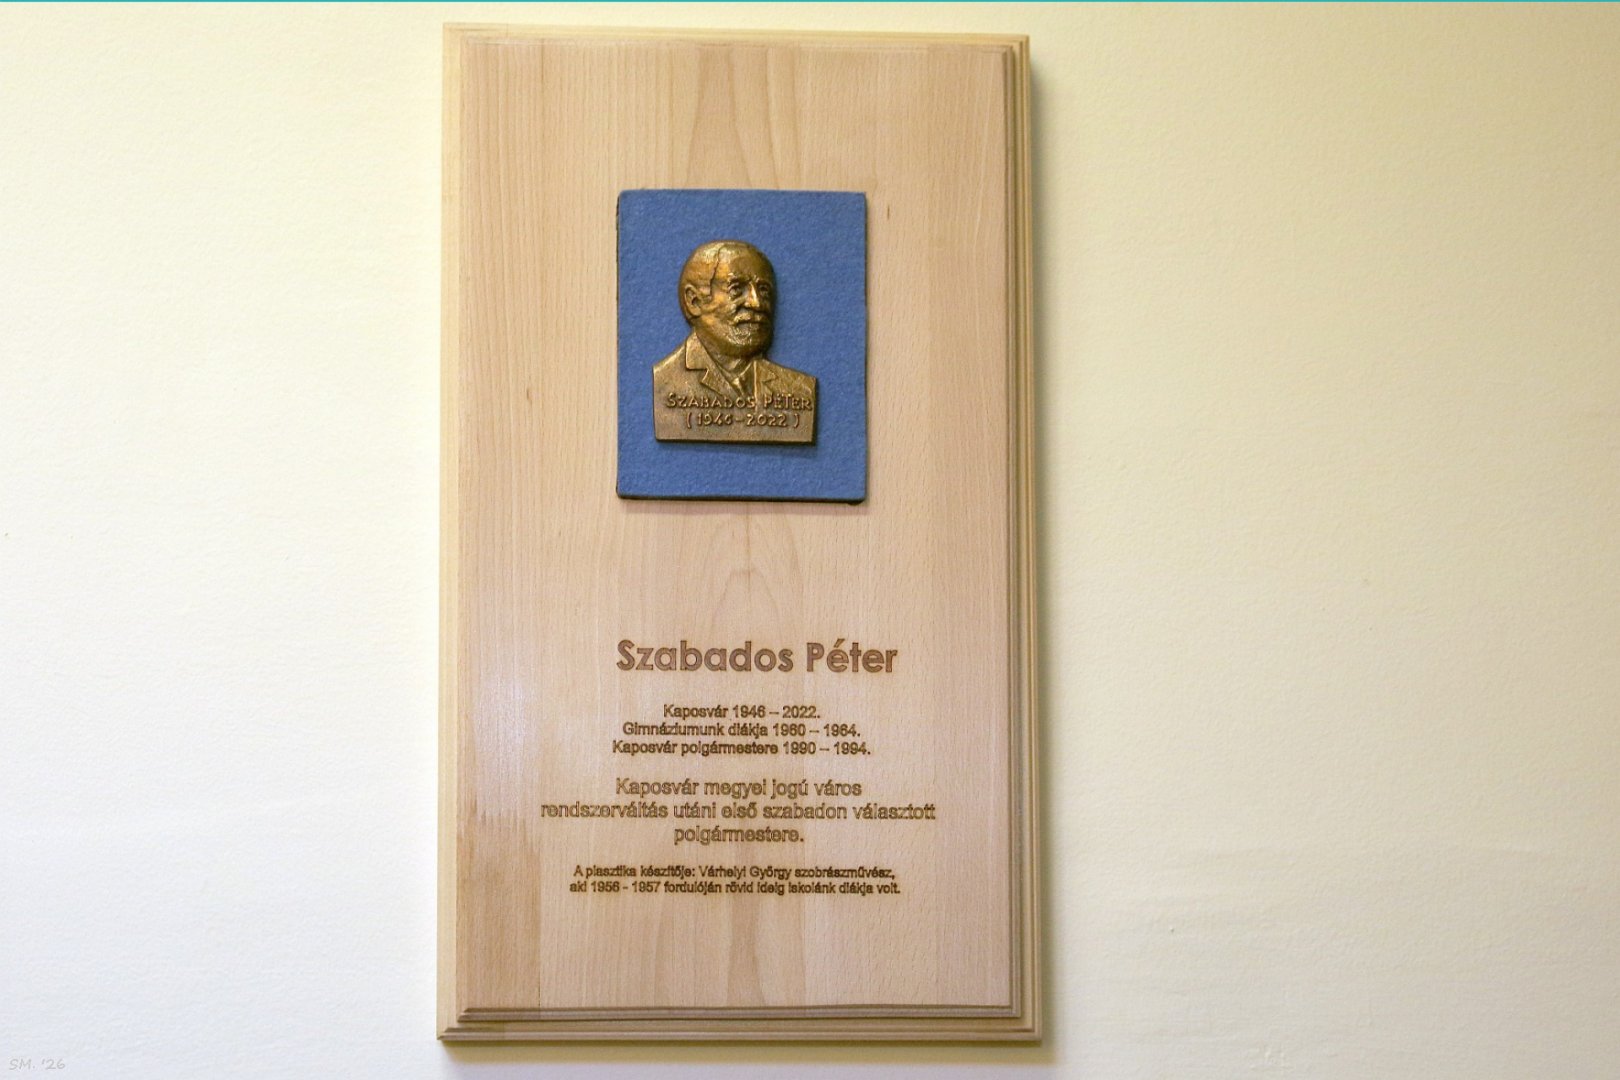 SZABADOS PÉTER
(1946-2022)
Szabados Péter
Kaposvár 1946 – 2022.
Gimnáziumunk diákja 1960 – 1964.
Kaposvár polgármestere 1990 – 1994.
Kaposvár megyei jogú város
rendszerváltás utáni első szabadon választott
polgármestere.
A plasztika készítője: Várhelyi György szobrászművész,
aki 1956 - 1957 fordulóján rövid ideig iskolánk diákja volt.
SM. '26